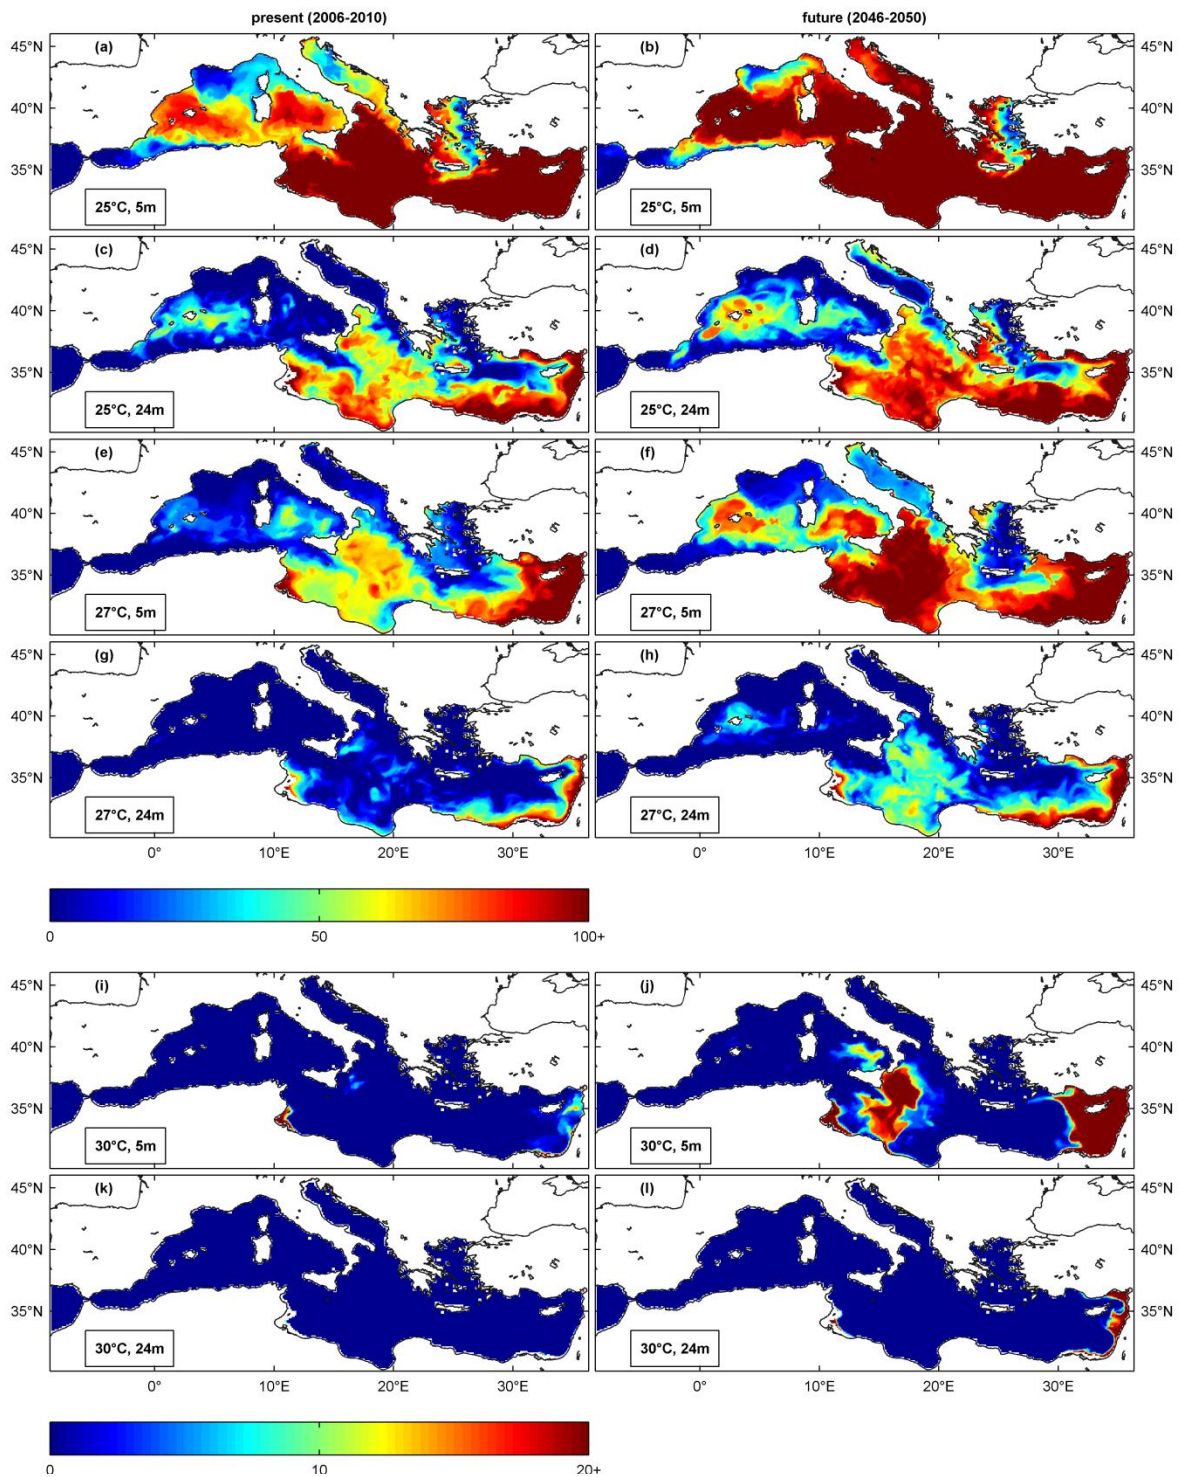 present (2006-2010) future (2046-2050)
45°N (a) (b) 45°N
40°N 40°N
35°N 35°N
25°C, 5m 25°C, 5m
45°N (c) (d) 45°N
40°N 40°N
35°N 35°N
25°C, 24m 25°C, 24m
45°N (e) (f) 45°N
40°N 40°N
35°N 35°N
27°C, 5m 27°C, 5m
45°N (g) (h) 45°N
40°N 40°N
35°N 35°N
27°C, 24m 27°C, 24m
0° 10°E 20°E 30°E 0° 10°E 20°E 30°E
0 50 100+
45°N (i) (j) 45°N
40°N 40°N
35°N 35°N
30°C, 5m 30°C, 5m
45°N (k) (l) 45°N
40°N 40°N
35°N 35°N
30°C, 24m 30°C, 24m
0° 10°E 20°E 30°E 0° 10°E 20°E 30°E
0 10 20+